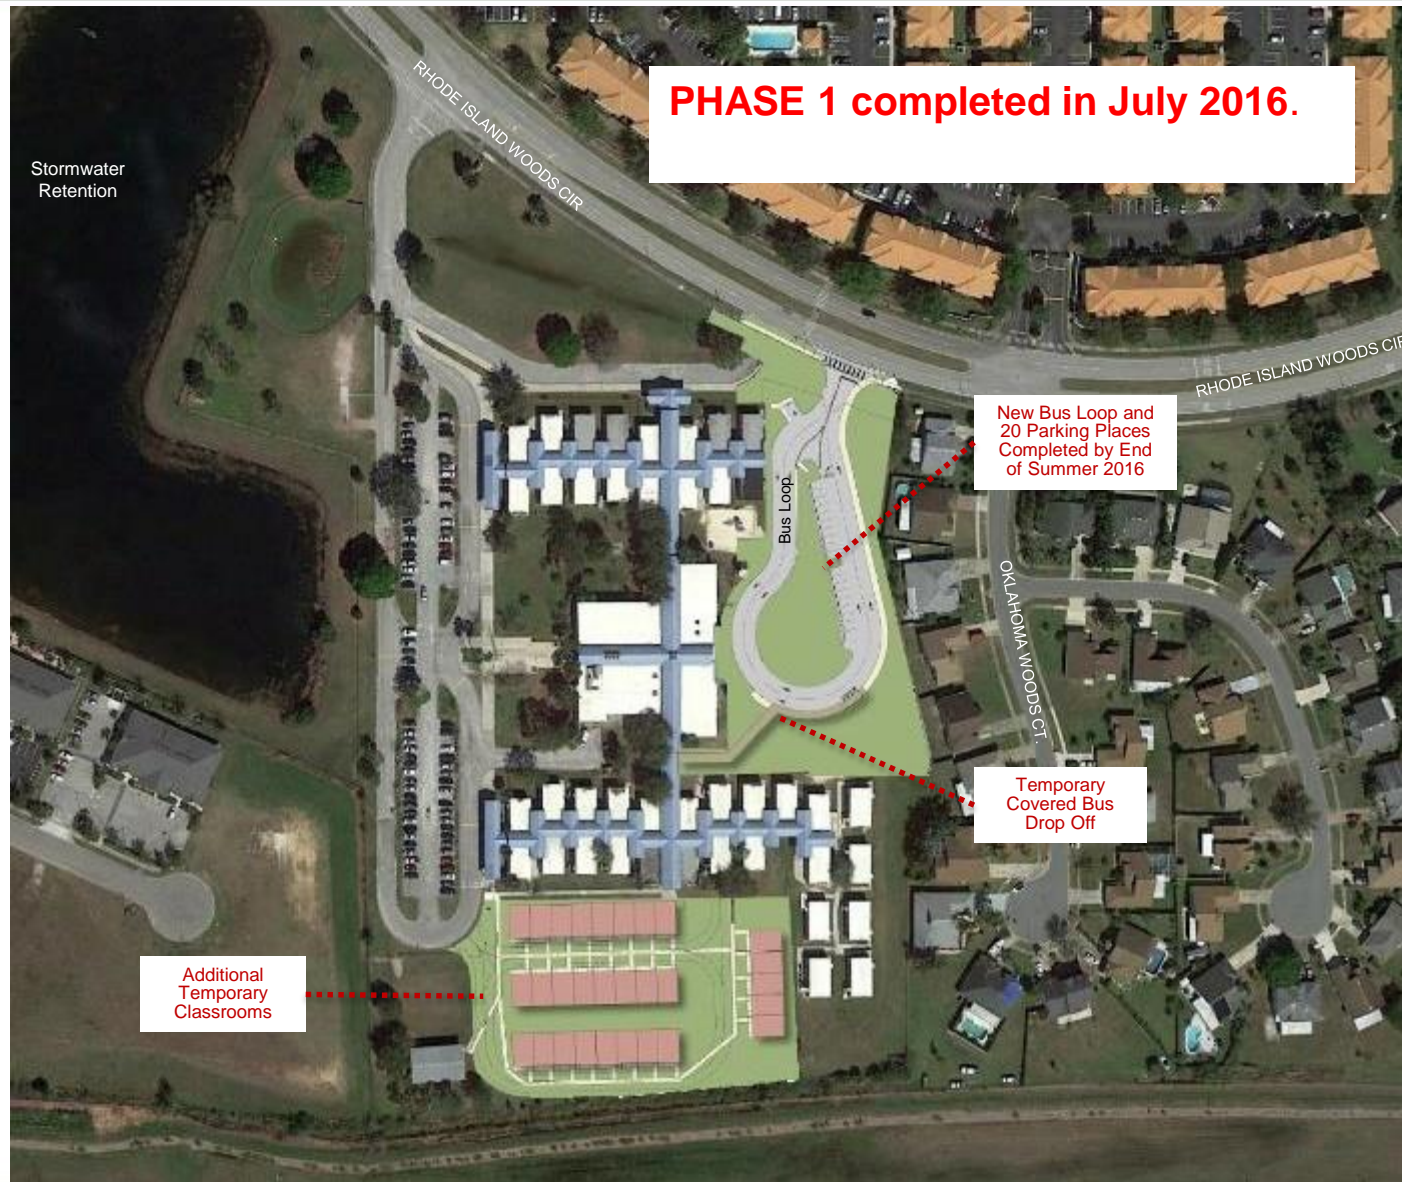 PHASE 1 completed in July 2016.
RHODE ISLAND WOODS CIR
Stormwater
Retention
RHODE ISLAND WOODS CIR
New Bus Loop and
20 Parking Places
Completed by End
of Summer 2016
Bus Loop
OKLAHOMA WOODS CT.
Temporary
Covered Bus
Drop Off
Additional
Temporary
Classrooms